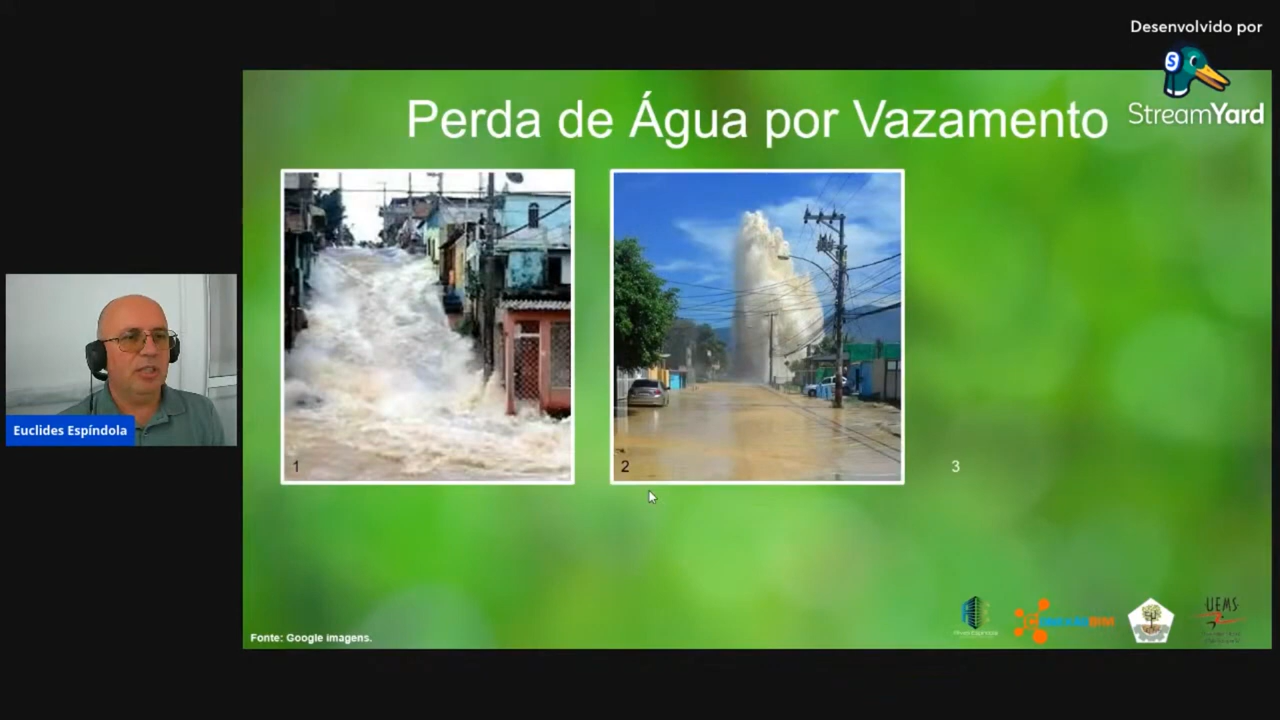 Desenvolvido por
StreamYard
Perda de Água por Vazamento
1
2
3
Euclides Espíndola
Fonte: Google imagens.
UEMS